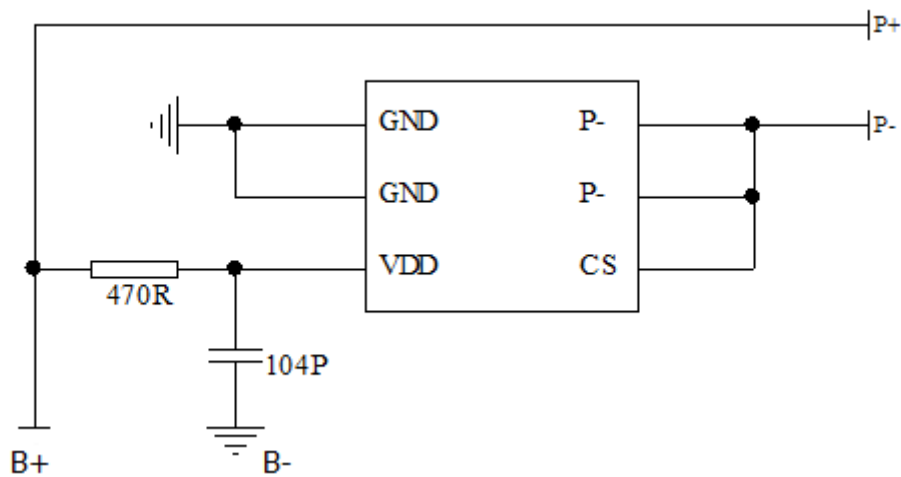 P+
GND P-
P-
GND P-
VDD CS
470R
104P
B+ B-